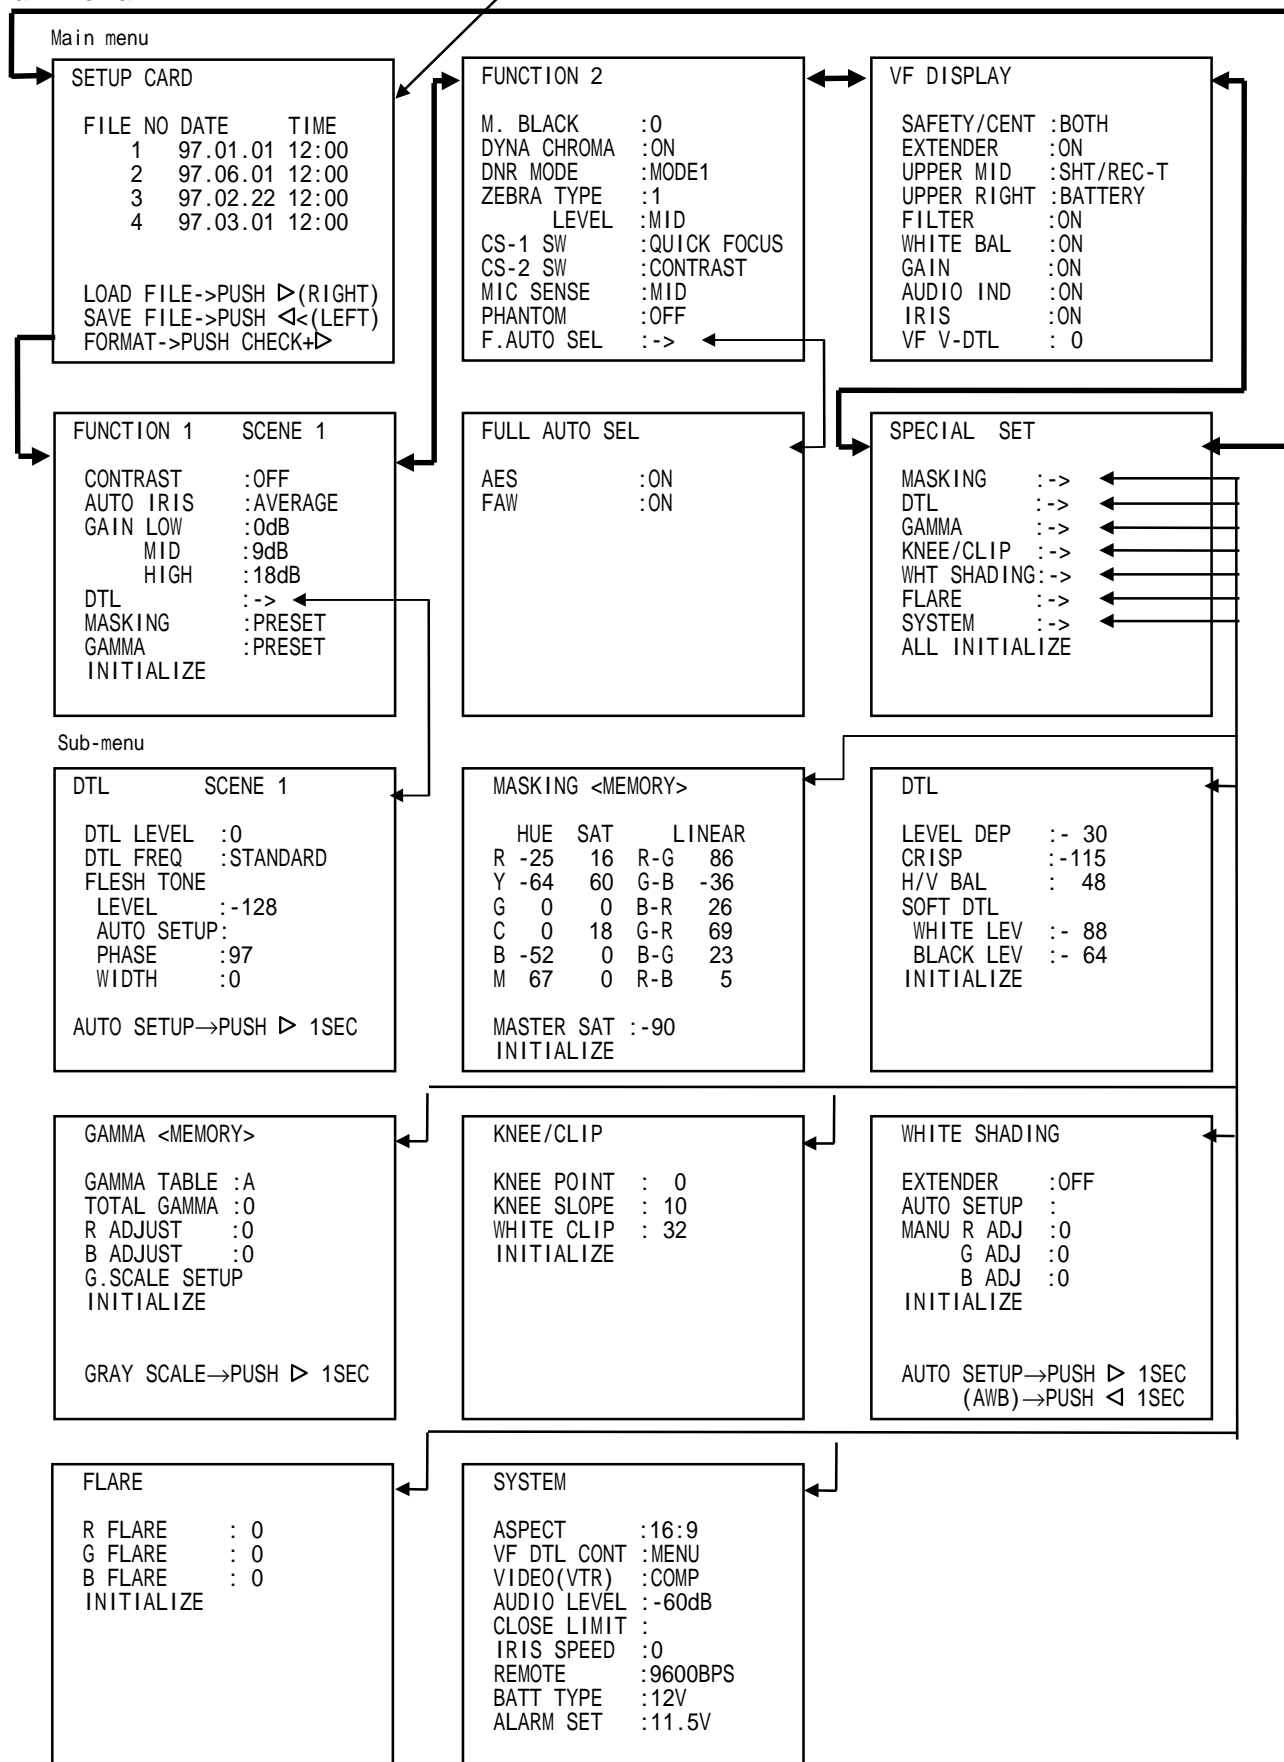 Main menu
SETUP CARD
FILE NO DATE TIME
1 97.01.01 12:00
2 97.06.01 12:00
3 97.02.22 12:00
4 97.03.01 12:00
LOAD FILE->PUSH ▷(RIGHT)
SAVE FILE->PUSH ◁<(LEFT)
FORMAT->PUSH CHECK+▷
FUNCTION 2
M. BLACK :0
DYNA CHROMA :ON
DNR MODE :MODE1
ZEBRA TYPE :1
LEVEL :MID
CS-1 SW :QUICK FOCUS
CS-2 SW :CONTRAST
MIC SENSE :MID
PHANTOM :OFF
F.AUTO SEL :->
VF DISPLAY
SAFETY/CENT :BOTH
EXTENDER :ON
UPPER MID :SHT/REC-T
UPPER RIGHT :BATTERY
FILTER :ON
WHITE BAL :ON
GAIN :ON
AUDIO IND :ON
IRIS :ON
VF V-DTL : 0
FUNCTION 1 SCENE 1
CONTRAST :OFF
AUTO IRIS :AVERAGE
GAIN LOW :0dB
MID :9dB
HIGH :18dB
DTL :->
MASKING :PRESET
GAMMA :PRESET
INITIALIZE
FULL AUTO SEL
AES :ON
FAW :ON
SPECIAL SET
MASKING :->
DTL :->
GAMMA :->
KNEE/CLIP :->
WHT SHADING:->
FLARE :->
SYSTEM :->
ALL INITIALIZE
Sub-menu
DTL SCENE 1
DTL LEVEL :0
DTL FREQ :STANDARD
FLESH TONE
LEVEL :-128
AUTO SETUP:
PHASE :97
WIDTH :0
AUTO SETUP→PUSH ▷ 1SEC
MASKING <MEMORY>
HUE SAT LINEAR
R -25 16 R-G 86
Y -64 60 G-B -36
G 0 0 B-R 26
C 0 18 G-R 69
B -52 0 B-G 23
M 67 0 R-B 5
MASTER SAT :-90
INITIALIZE
DTL
LEVEL DEP :- 30
CRISP :-115
H/V BAL : 48
SOFT DTL
WHITE LEV :- 88
BLACK LEV :- 64
INITIALIZE
GAMMA <MEMORY>
GAMMA TABLE :A
TOTAL GAMMA :0
R ADJUST :0
B ADJUST :0
G.SCALE SETUP
INITIALIZE
GRAY SCALE→PUSH ▷ 1SEC
KNEE/CLIP
KNEE POINT : 0
KNEE SLOPE : 10
WHITE CLIP : 32
INITIALIZE
WHITE SHADING
EXTENDER :OFF
AUTO SETUP :
MANU R ADJ :0
G ADJ :0
B ADJ :0
INITIALIZE
AUTO SETUP→PUSH ▷ 1SEC
(AWB)→PUSH ◁ 1SEC
FLARE
R FLARE : 0
G FLARE : 0
B FLARE : 0
INITIALIZE
SYSTEM
ASPECT :16:9
VF DTL CONT :MENU
VIDEO(VTR) :COMP
AUDIO LEVEL :-60dB
CLOSE LIMIT :
IRIS SPEED :0
REMOTE :9600BPS
BATT TYPE :12V
ALARM SET :11.5V